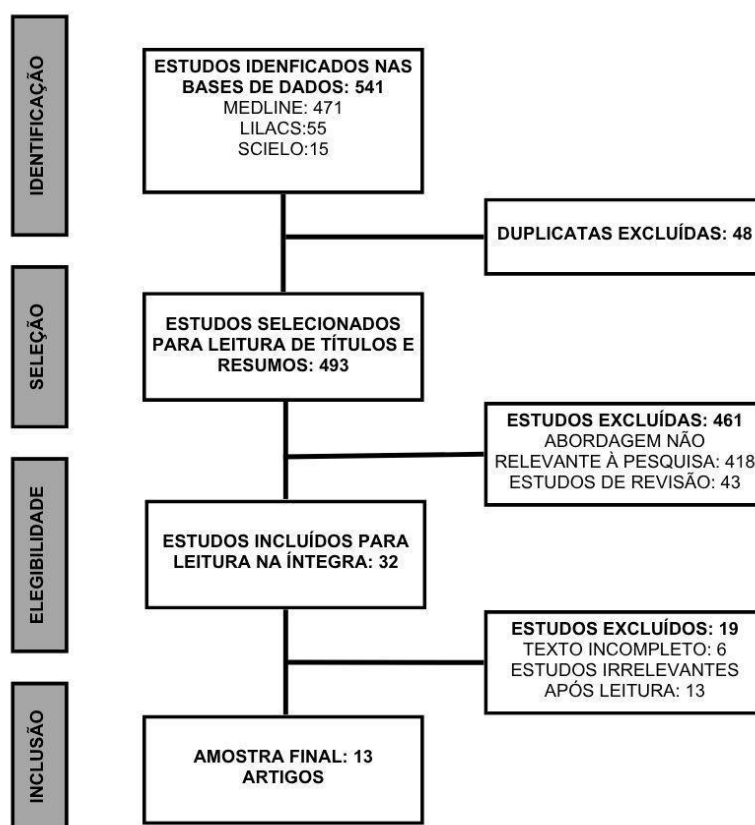 IDENTIFICAÇÃO
ESTUDOS IDENFICADOS NAS
BASES DE DADOS: 541
MEDLINE: 471
LILACS:55
SCIELO:15
DUPLICATAS EXCLUÍDAS: 48
SELEÇÃO
ESTUDOS SELECIONADOS
PARA LEITURA DE TÍTULOS E
RESUMOS: 493
ESTUDOS EXCLUÍDAS: 461
ABORDAGEM NÃO
RELEVANTE À PESQUISA: 418
ESTUDOS DE REVISÃO: 43
ELEGIBILIDADE
ESTUDOS INCLUÍDOS PARA
LEITURA NA ÍNTEGRA: 32
ESTUDOS EXCLUÍDOS: 19
TEXTO INCOMPLETO: 6
ESTUDOS IRRELEVANTES
APÓS LEITURA: 13
INCLUSÃO
AMOSTRA FINAL: 13
ARTIGOS